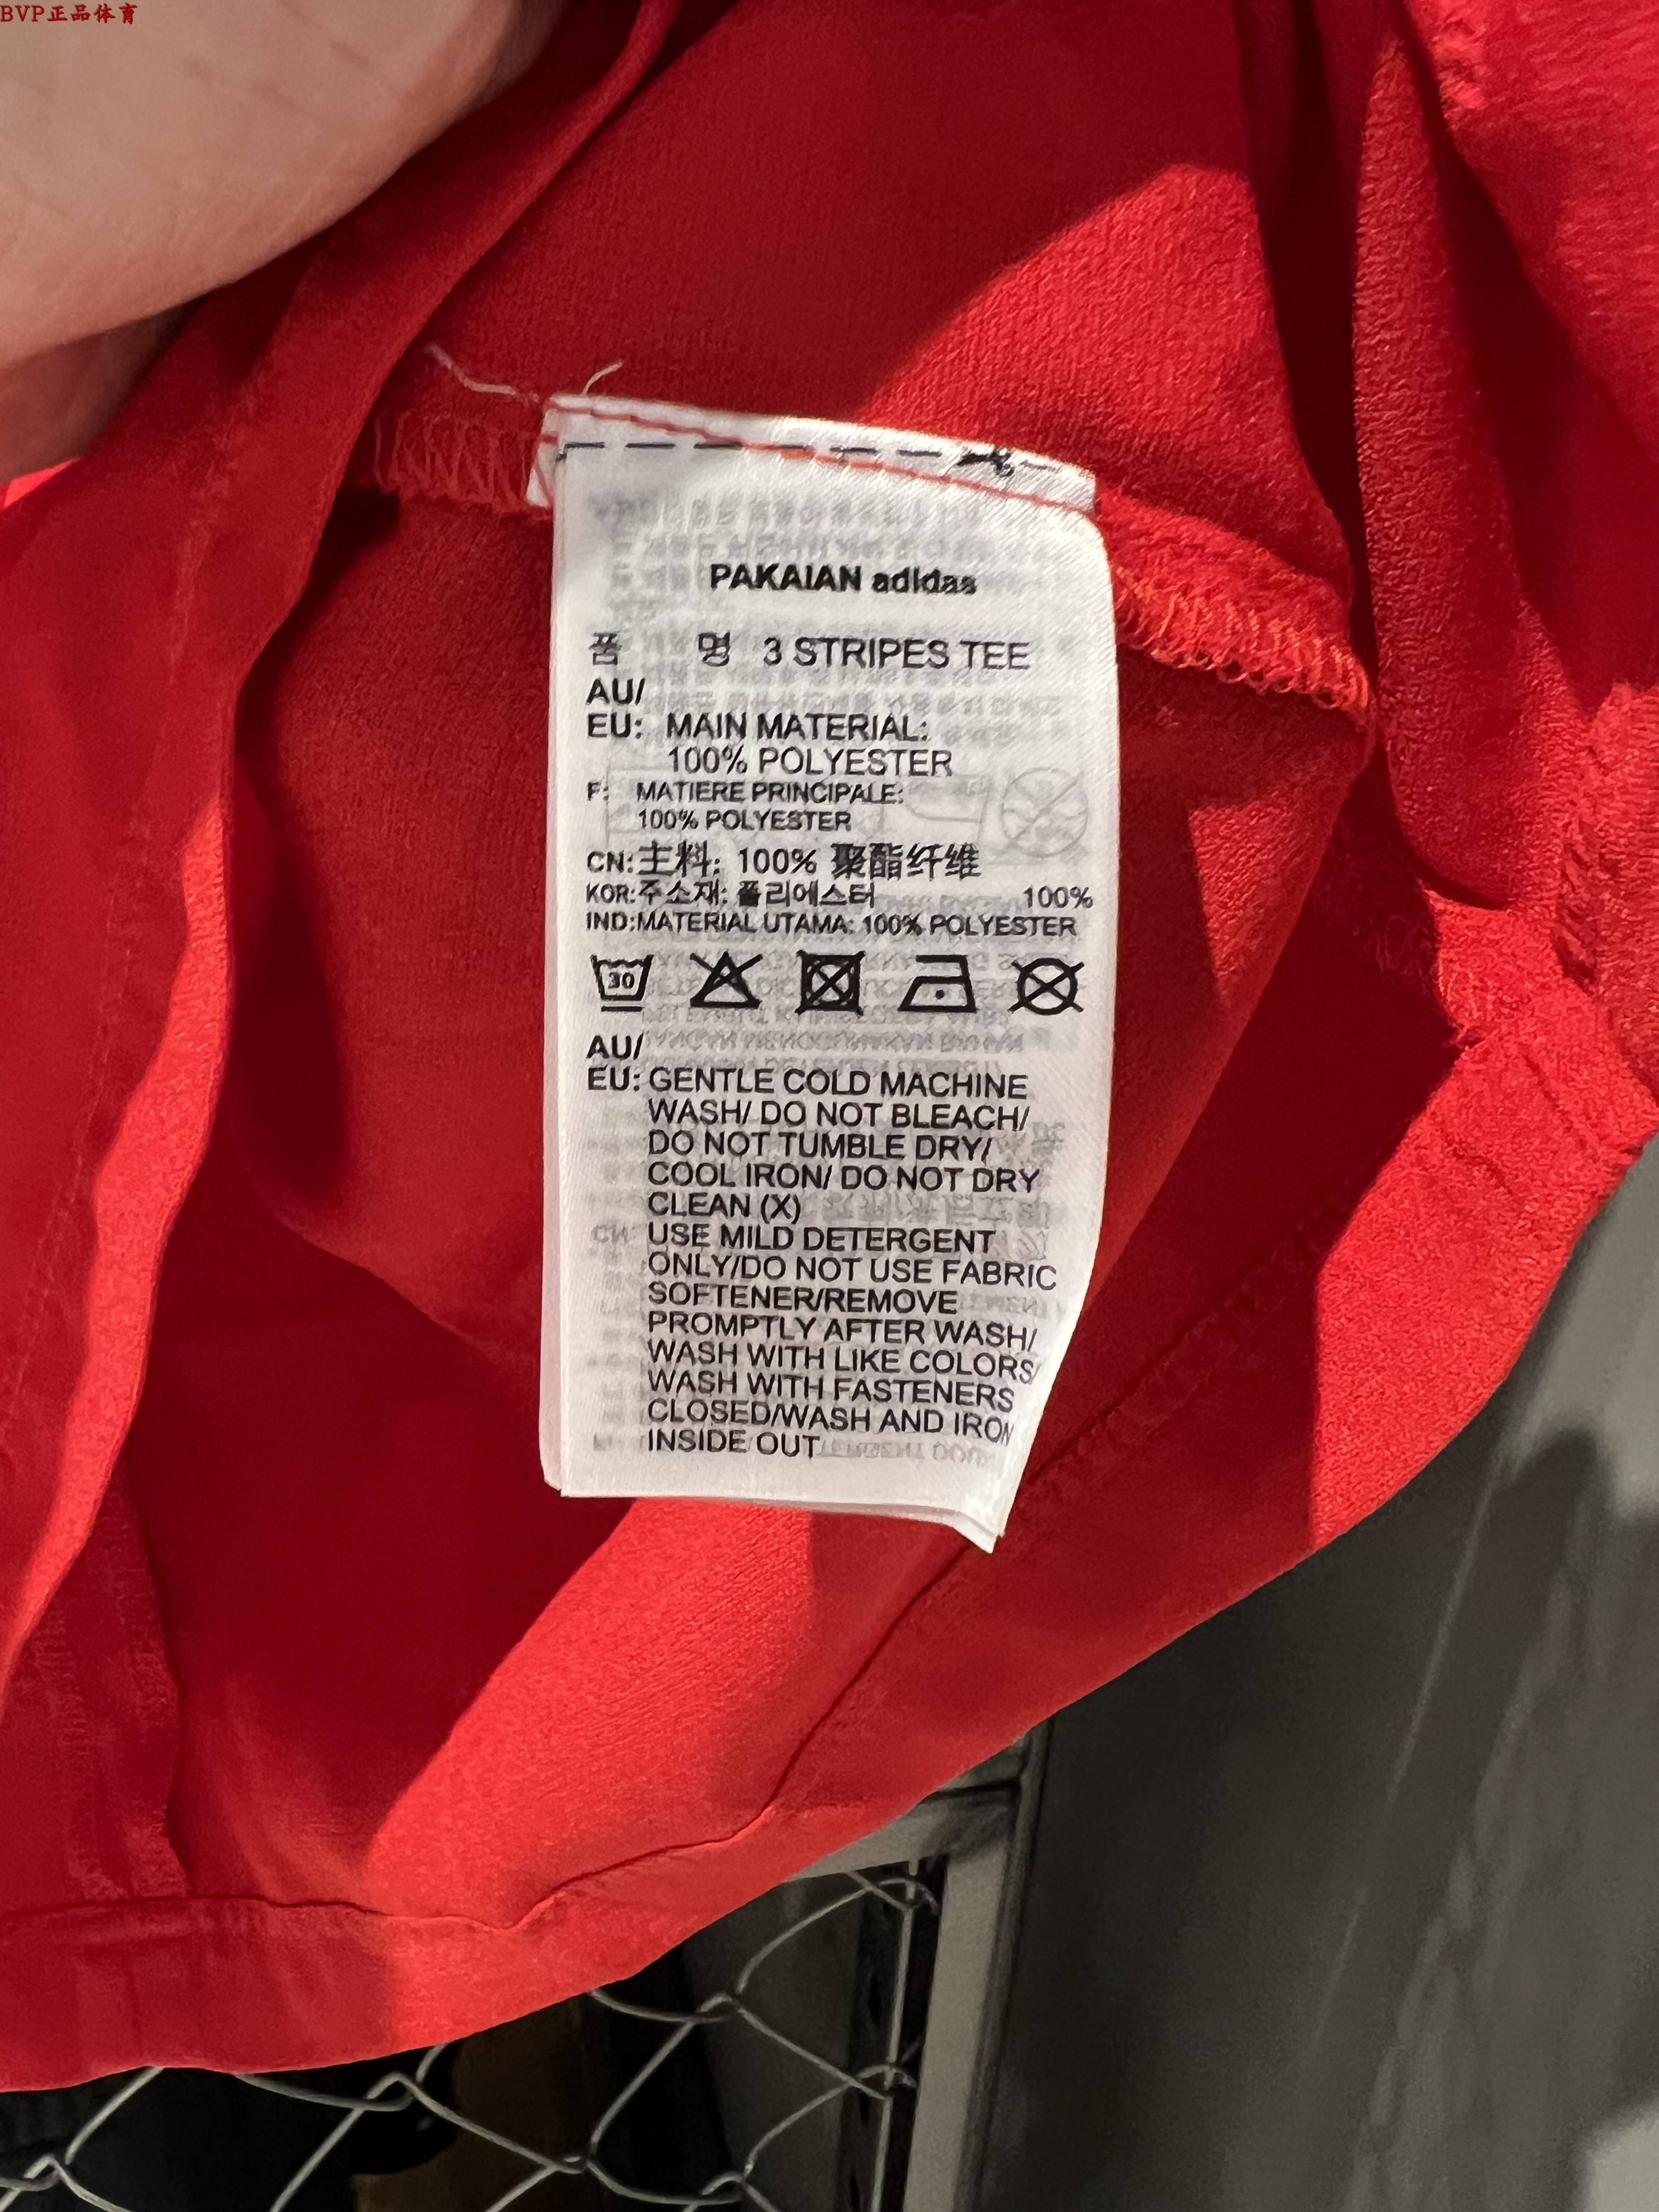 BVP正品体育
PAKAIAN adidas
품 명 3 STRIPES TEE
AU/
EU: MAIN MATERIAL:
100% POLYESTER
F: MATIERE PRINCIPALE:
100% POLYESTER
CN:主料: 100% 聚酯纤维
KOR:주소재: 폴리에스터 100%
IND:MATERIAL UTAMA: 100% POLYESTER
30
AU/
EU: GENTLE COLD MACHINE
WASH/ DO NOT BLEACH/
DO NOT TUMBLE DRY/
COOL IRON/ DO NOT DRY
CLEAN (X)
USE MILD DETERGENT
ONLY/DO NOT USE FABRIC
SOFTENER/REMOVE
PROMPTLY AFTER WASH/
WASH WITH LIKE COLORS/
WASH WITH FASTENERS
CLOSED/WASH AND IRON
INSIDE OUT